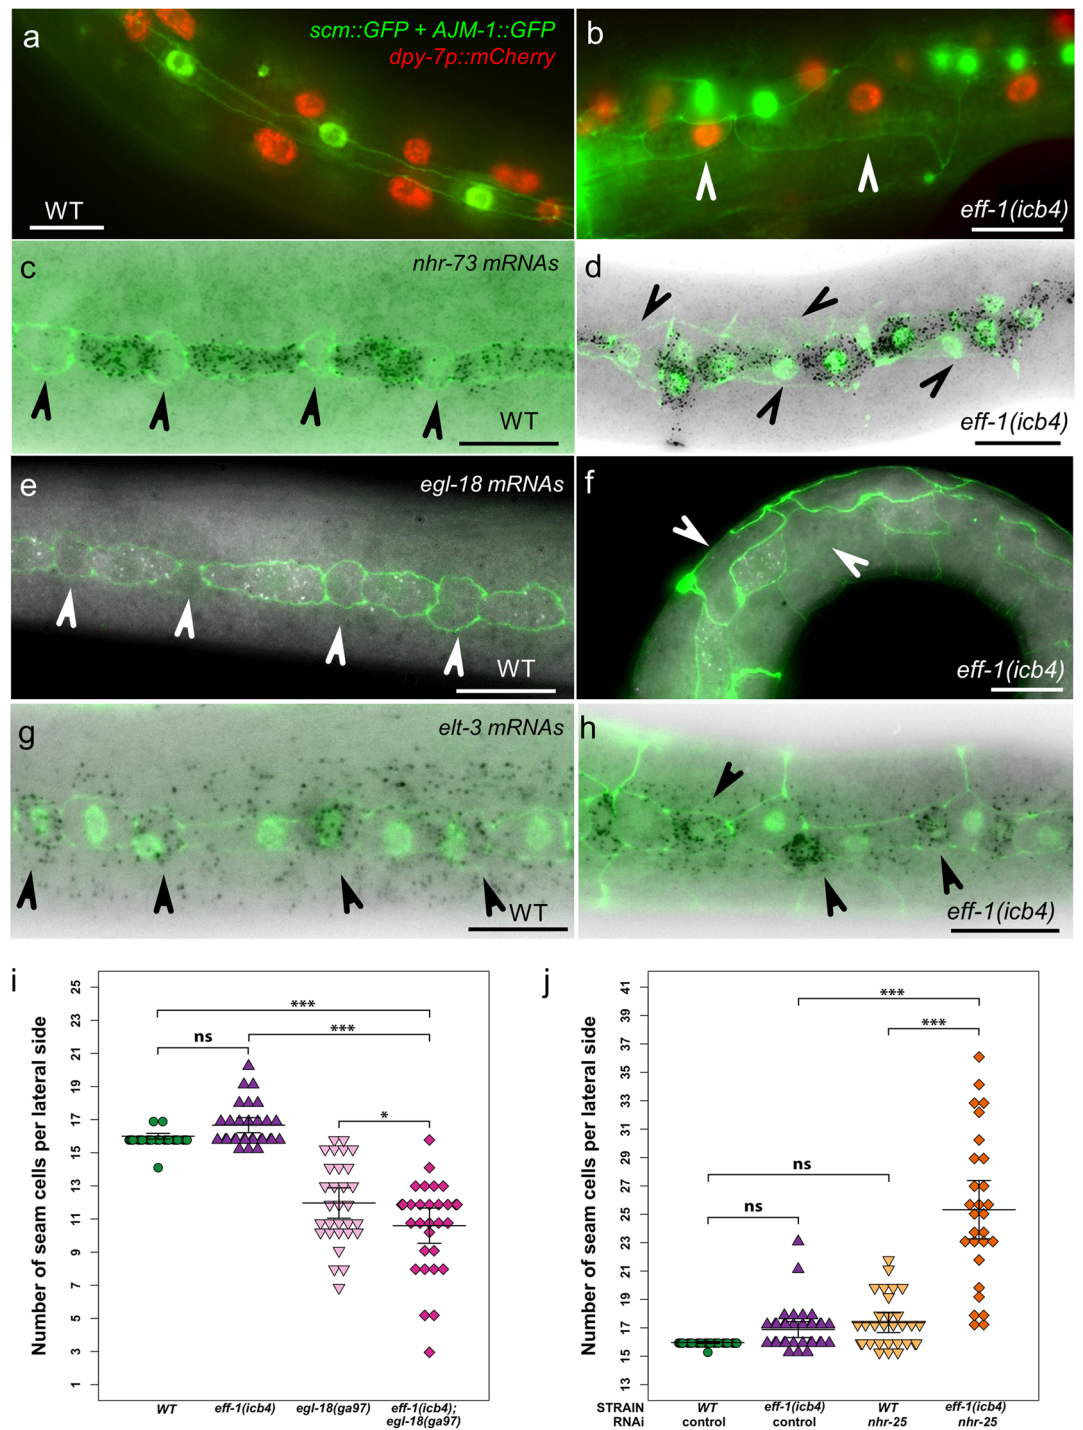 a
scm::GFP + AJM-1::GFP
dpy-7p::mCherry
WT
b
eff-1(icb4)
c
nhr-73 mRNAs
WT
d
eff-1(icb4)
e
egl-18 mRNAs
WT
f
eff-1(icb4)
g
elt-3 mRNAs
WT
h
eff-1(icb4)
i
Number of seam cells per lateral side
25
23
21
19
17
15
13
11
9
7
5
3
1
***
***
ns
*
WT
eff-1(icb4)
egl-18(ga97)
eff-1(icb4);
egl-18(ga97)
j
Number of seam cells per lateral side
41
39
37
35
33
31
29
27
25
23
21
19
17
15
13
***
***
ns
ns
STRAIN WT eff-1(icb4) WT eff-1(icb4)
RNAi control control nhr-25 nhr-25